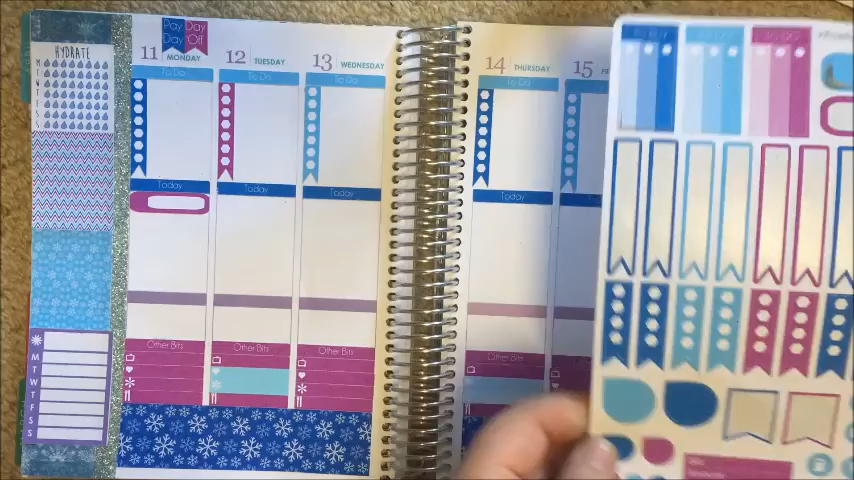 Pay Day
Day Off
HYDRATE
M
T
W
T
F
S
S
11 MONDAY
12 TUESDAY
13 WEDNESDAY
14 THURSDAY
15
To Do
To Do
To Do
To Do
Today
Today
Today
Today
Other Bits
Other Bits
Other Bits
Other Bits
M
T
W
T
F
S
S